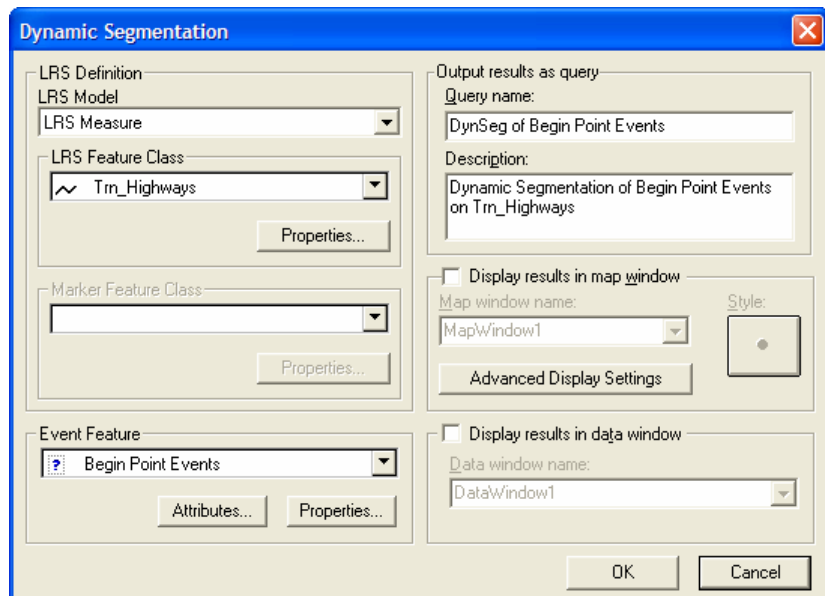 Dynamic Segmentation
LRS Definition
LRS Model
LRS Measure
LRS Feature Class
Trn_Highways
Properties...
Marker Feature Class
Properties...
Event Feature
? Begin Point Events
Attributes... Properties...
Output results as query
Query name:
DynSeg of Begin Point Events
Description:
Dynamic Segmentation of Begin Point Events
on Trn_Highways
Display results in map window
Map window name: Style:
MapWindow1
Advanced Display Settings
Display results in data window
Data window name:
DataWindow1
OK Cancel